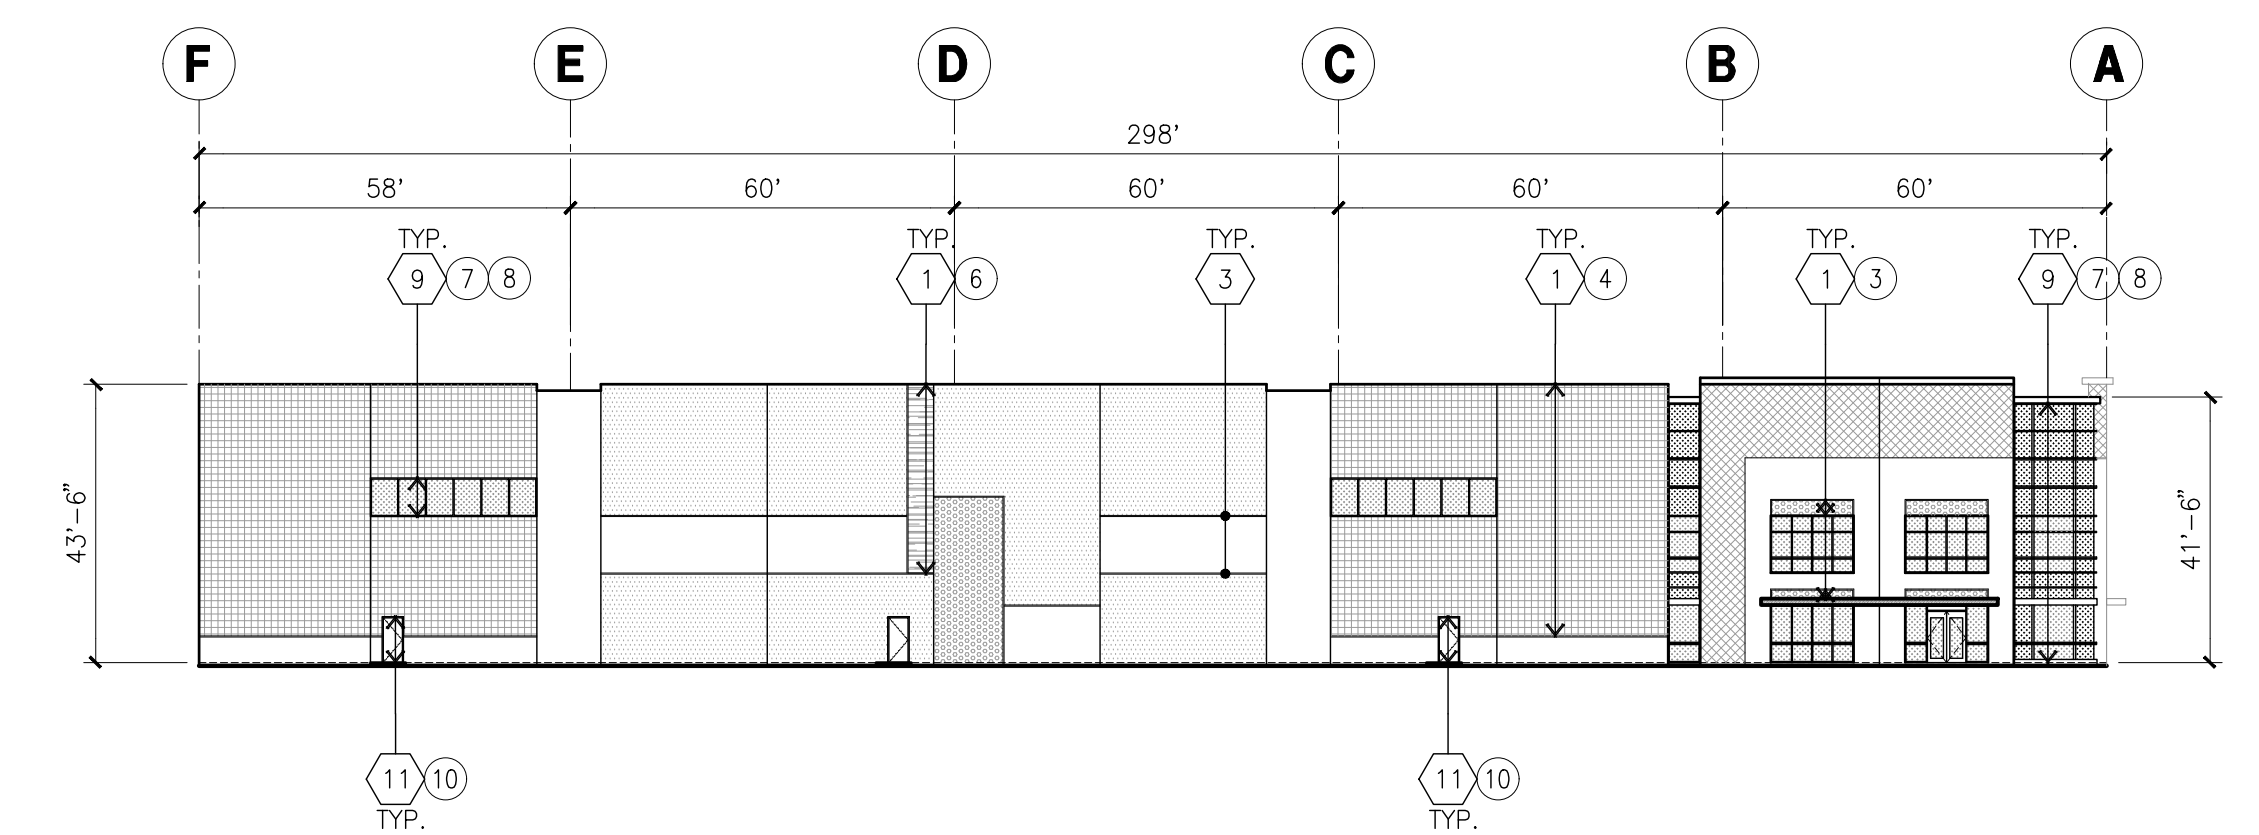 F E D C B A
298'
58' 60' 60' 60' 60'
TYP. TYP. TYP. TYP. TYP. TYP.
9 7 8 1 6 3 1 4 1 3 9 7 8
43'-6"
41'-6"
11 10 11 10
TYP. TYP.